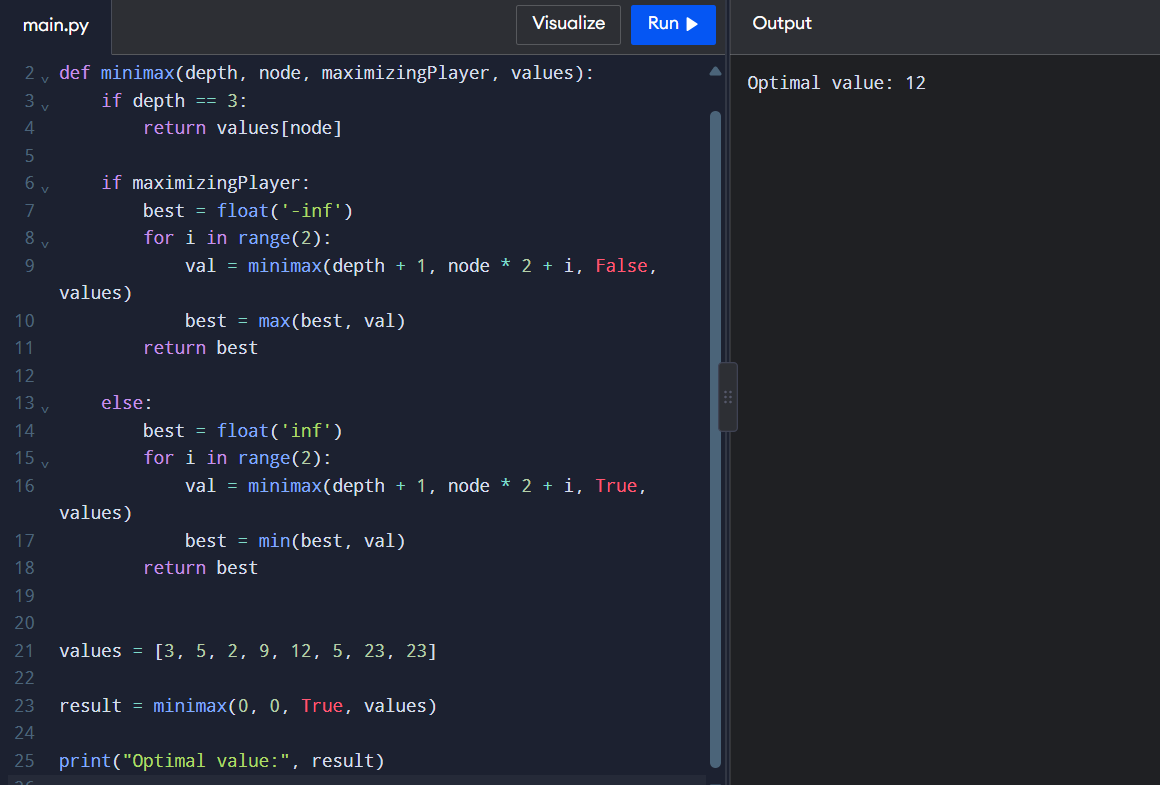 main.py
Visualize
Run
Output
2 def minimax(depth, node, maximizingPlayer, values):
3     if depth == 3:
4         return values[node]
5
6     if maximizingPlayer:
7         best = float('-inf')
8         for i in range(2):
9             val = minimax(depth + 1, node * 2 + i, False,
values)
10             best = max(best, val)
11         return best
12
13     else:
14         best = float('inf')
15         for i in range(2):
16             val = minimax(depth + 1, node * 2 + i, True,
values)
17             best = min(best, val)
18         return best
19
20
21 values = [3, 5, 2, 9, 12, 5, 23, 23]
22
23 result = minimax(0, 0, True, values)
24
25 print("Optimal value:", result)
Optimal value: 12